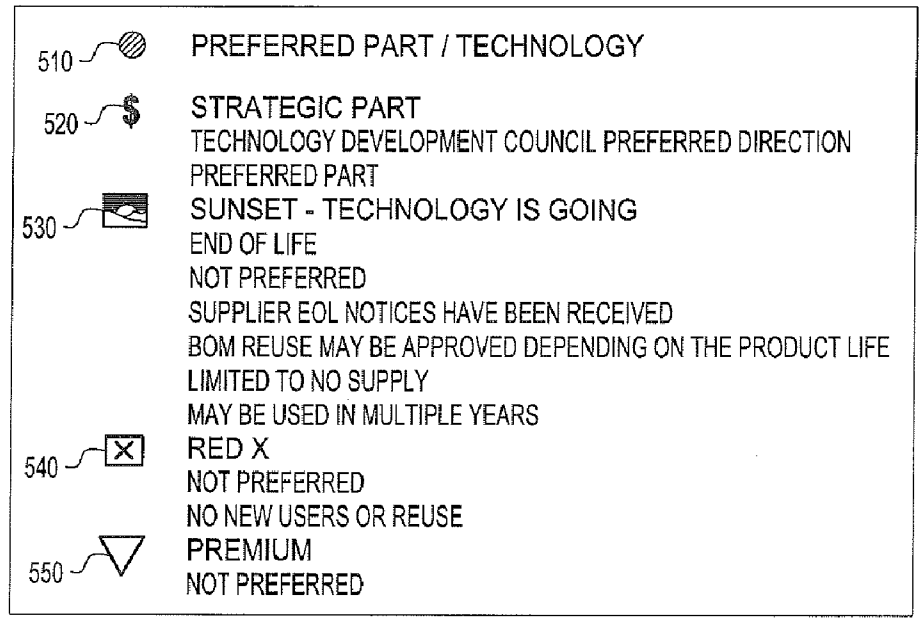 510 PREFERRED PART / TECHNOLOGY
520 $ STRATEGIC PART
TECHNOLOGY DEVELOPMENT COUNCIL PREFERRED DIRECTION
PREFERRED PART
530 SUNSET - TECHNOLOGY IS GOING
END OF LIFE
NOT PREFERRED
SUPPLIER EOL NOTICES HAVE BEEN RECEIVED
BOM REUSE MAY BE APPROVED DEPENDING ON THE PRODUCT LIFE
LIMITED TO NO SUPPLY
MAY BE USED IN MULTIPLE YEARS
540 X RED X
NOT PREFERRED
NO NEW USERS OR REUSE
550 PREMIUM
NOT PREFERRED